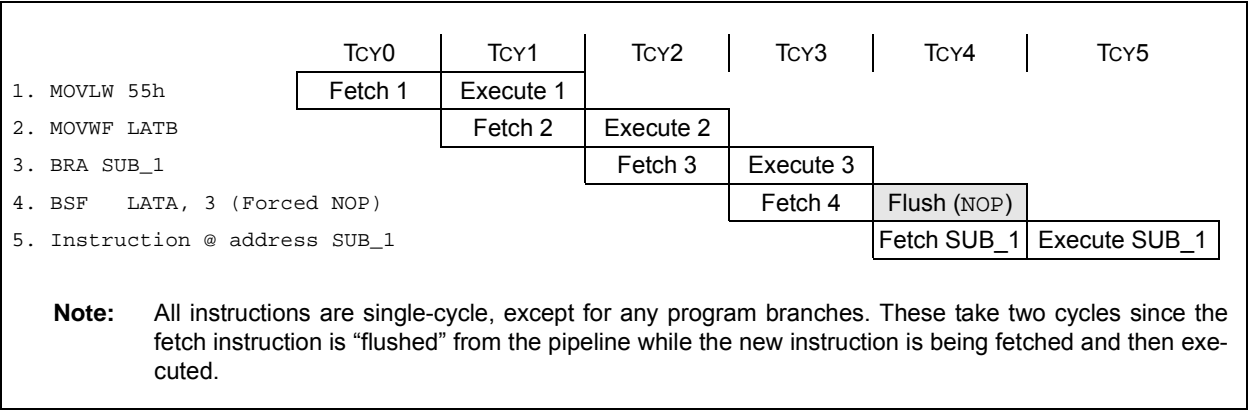 TCY0 TCY1 TCY2 TCY3 TCY4 TCY5
1. MOVLW 55h Fetch 1 Execute 1
2. MOVWF LATB Fetch 2 Execute 2
3. BRA SUB_1 Fetch 3 Execute 3
4. BSF LATA, 3 (Forced NOP) Fetch 4 Flush (NOP)
5. Instruction @ address SUB_1 Fetch SUB_1 Execute SUB_1
Note: All instructions are single-cycle, except for any program branches. These take two cycles since the
fetch instruction is “flushed” from the pipeline while the new instruction is being fetched and then exe-
cuted.